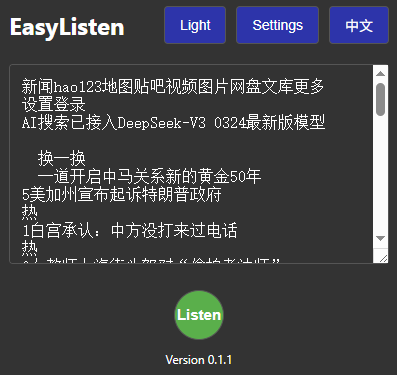 EasyListen
Light
Settings
中文
新闻hao123地图贴吧视频图片网盘文库更多
设置登录
AI搜索已接入DeepSeek-V3 0324最新版模型
换一换
一道开启中马关系新的黄金50年
5美加州宣布起诉特朗普政府
热
1白宫承认：中方没打来过电话
热
Listen
Version 0.1.1